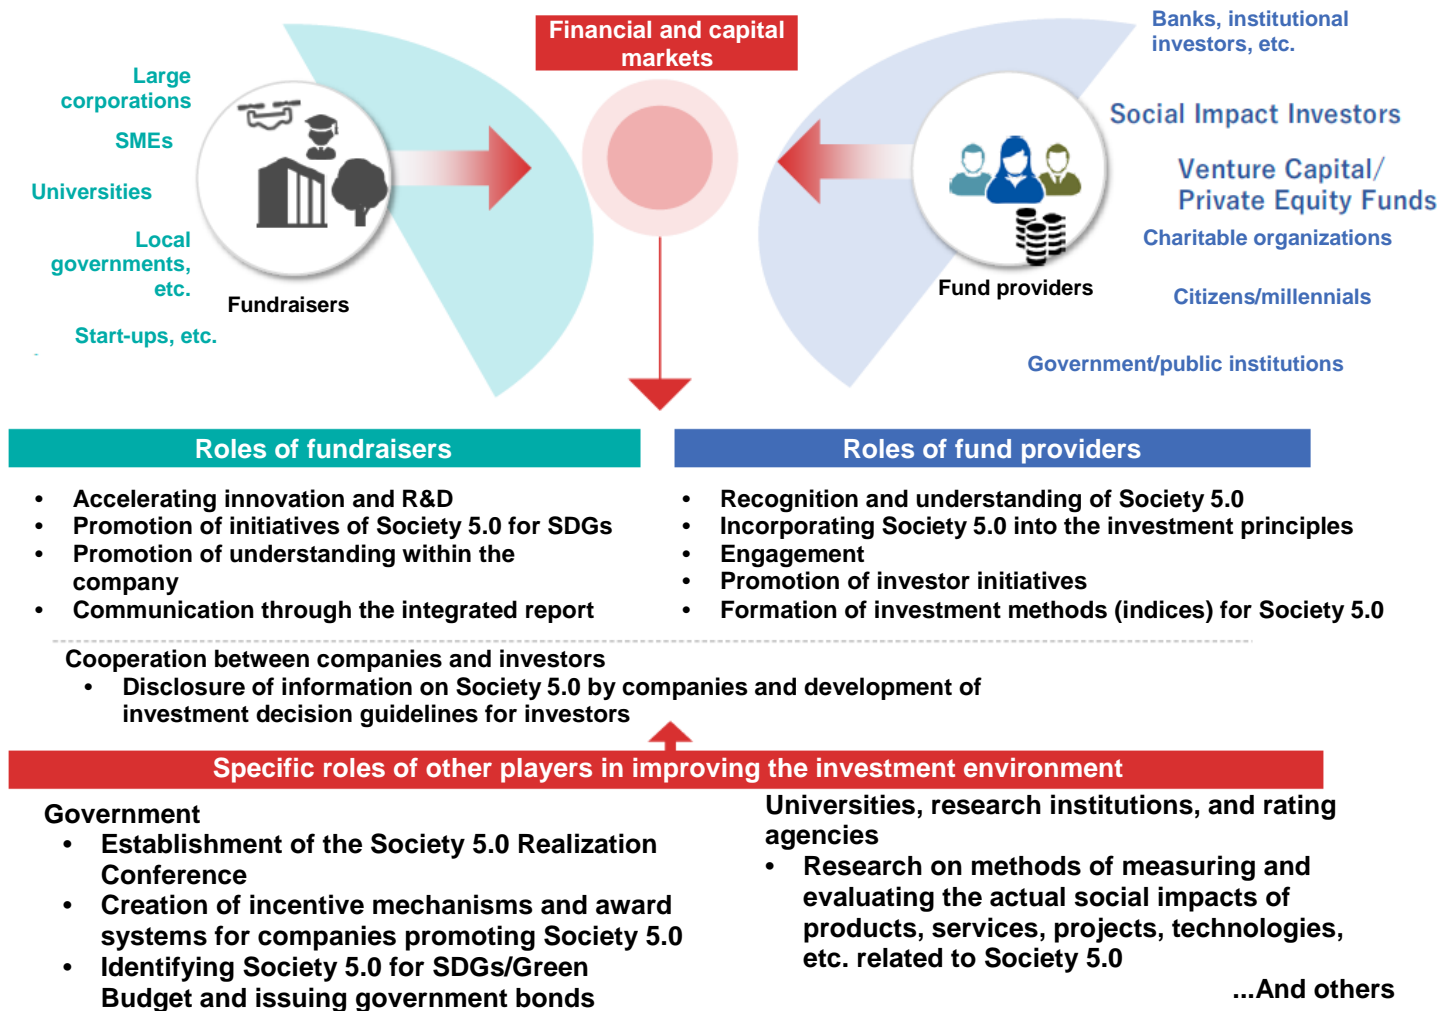 Financial and capital
markets
Large
corporations
SMEs
Universities
Local
governments,
etc.
Start-ups, etc.
Fundraisers
Banks, institutional
investors, etc.
Social Impact Investors
Venture Capital/
Private Equity Funds
Charitable organizations
Citizens/millennials
Government/public institutions
Fund providers
Roles of fundraisers
• Accelerating innovation and R&D
• Promotion of initiatives of Society 5.0 for SDGs
• Promotion of understanding within the
company
• Communication through the integrated report
Roles of fund providers
• Recognition and understanding of Society 5.0
• Incorporating Society 5.0 into the investment principles
• Engagement
• Promotion of investor initiatives
• Formation of investment methods (indices) for Society 5.0
Cooperation between companies and investors
• Disclosure of information on Society 5.0 by companies and development of
investment decision guidelines for investors
Specific roles of other players in improving the investment environment
Government
• Establishment of the Society 5.0 Realization
Conference
• Creation of incentive mechanisms and award
systems for companies promoting Society 5.0
• Identifying Society 5.0 for SDGs/Green
Budget and issuing government bonds
Universities, research institutions, and rating
agencies
• Research on methods of measuring and
evaluating the actual social impacts of
products, services, projects, technologies,
etc. related to Society 5.0
...And others